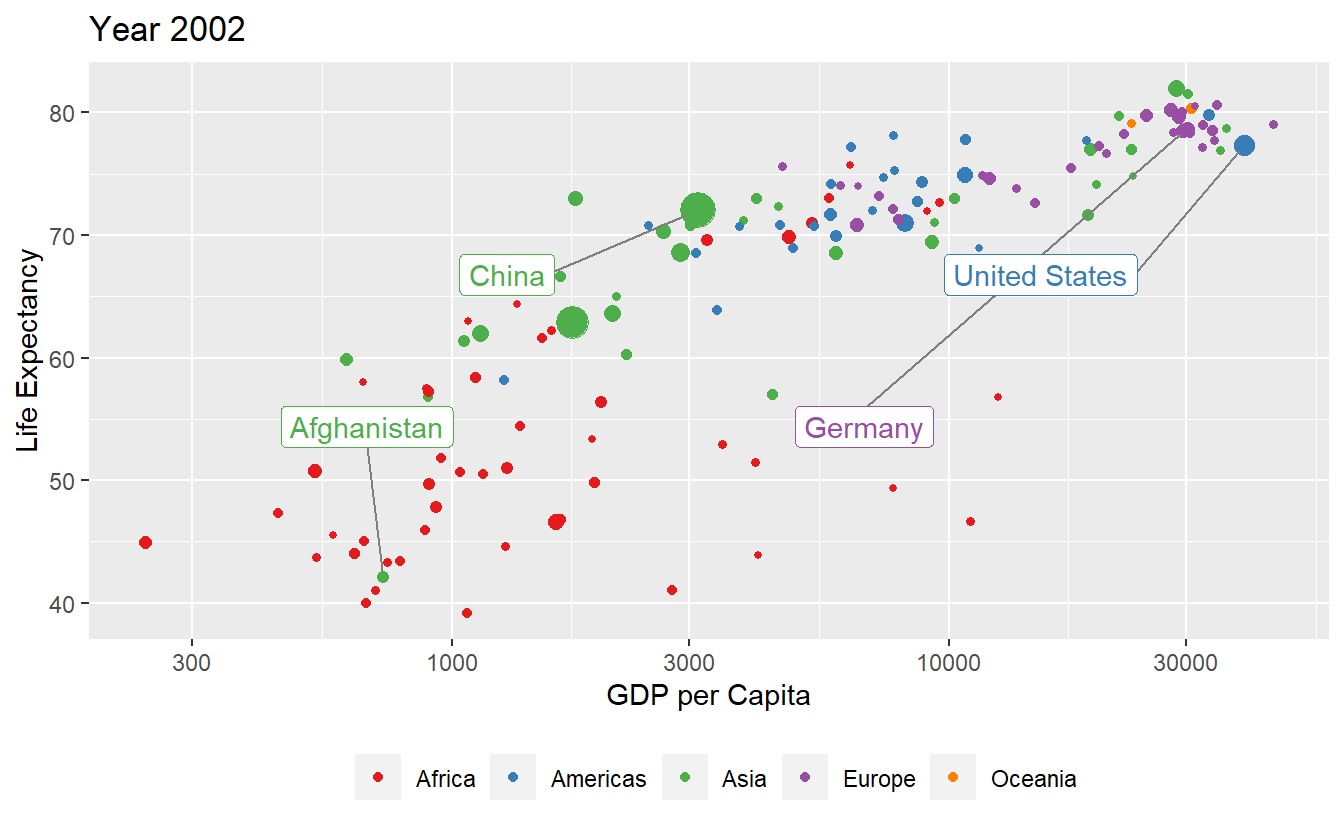 Year 2002
Life Expectancy
80
70
60
50
40
China
United States
Afghanistan
Germany
300 1000 3000 10000 30000
GDP per Capita
Africa Americas Asia Europe Oceania